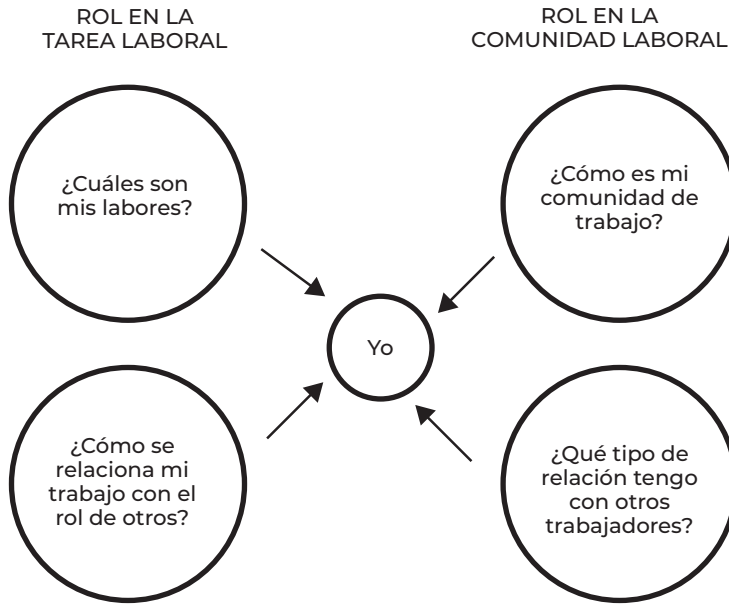 ROL EN LA
TAREA LABORAL
ROL EN LA
COMUNIDAD LABORAL
¿Cuáles son
mis labores?
¿Cómo es mi
comunidad de
trabajo?
Yo
¿Cómo se
relaciona mi
trabajo con el
rol de otros?
¿Qué tipo de
relación tengo
con otros
trabajadores?